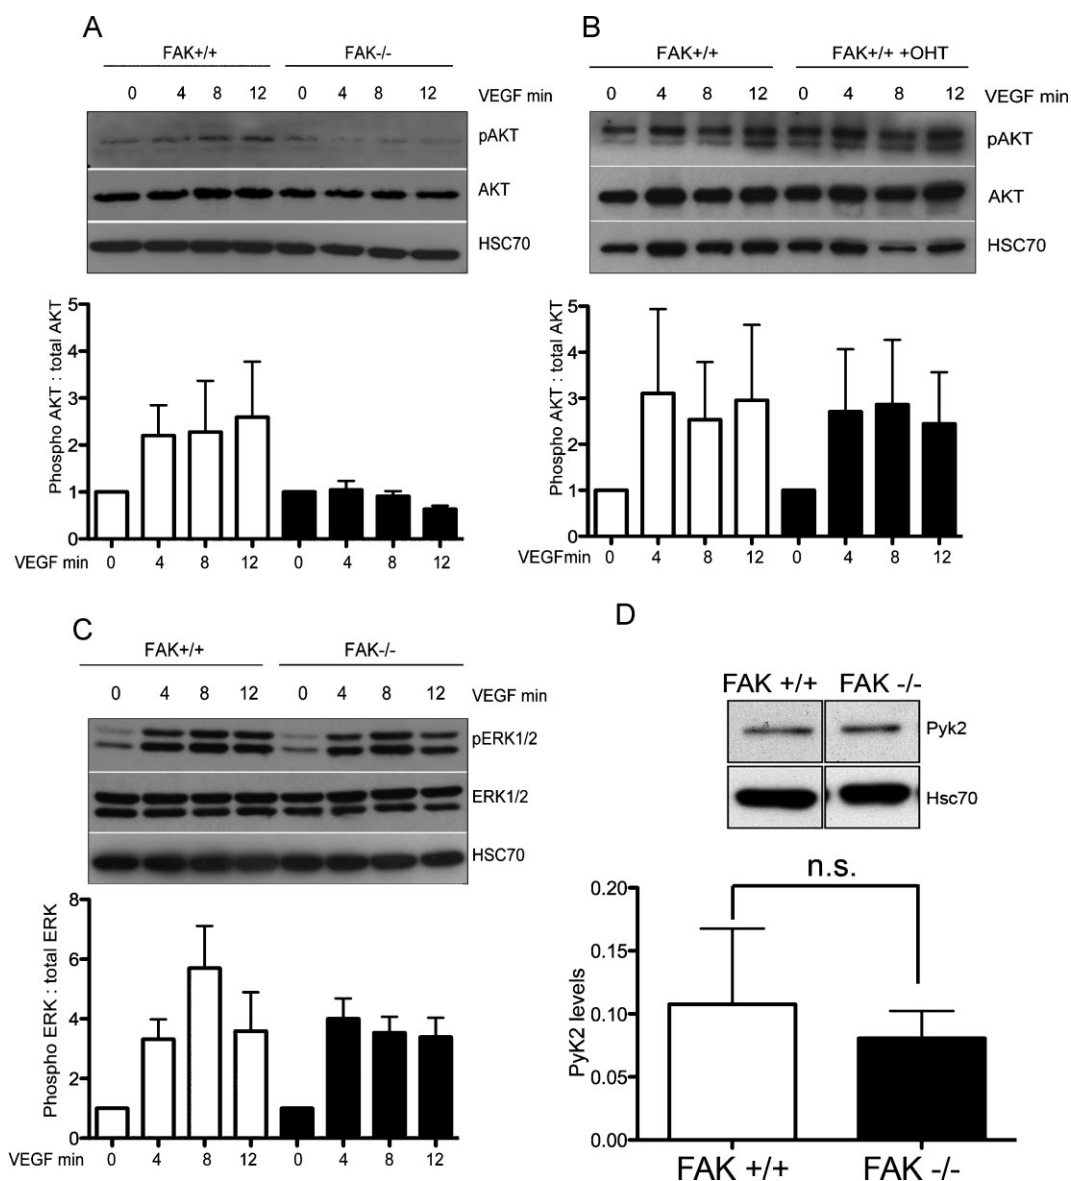 A
FAK+/+ FAK-/-
0 4 8 12 0 4 8 12 VEGF min
pAKT
AKT
HSC70
Phospho AKT : total AKT
5
4
3
2
1
0
VEGF min 0 4 8 12 0 4 8 12
B
FAK+/+ FAK+/+ +OHT
0 4 8 12 0 4 8 12 VEGF min
pAKT
AKT
HSC70
Phospho AKT : total AKT
5
4
3
2
1
0
VEGFmin 0 4 8 12 0 4 8 12
C
FAK+/+ FAK-/-
0 4 8 12 0 4 8 12 VEGF min
pERK1/2
ERK1/2
HSC70
Phospho ERK : total ERK
8
6
4
2
0
VEGF min 0 4 8 12 0 4 8 12
D
FAK +/+ FAK -/-
Pyk2
Hsc70
n.s.
PyK2 levels
0.20
0.15
0.10
0.05
0.00
FAK +/+ FAK -/-